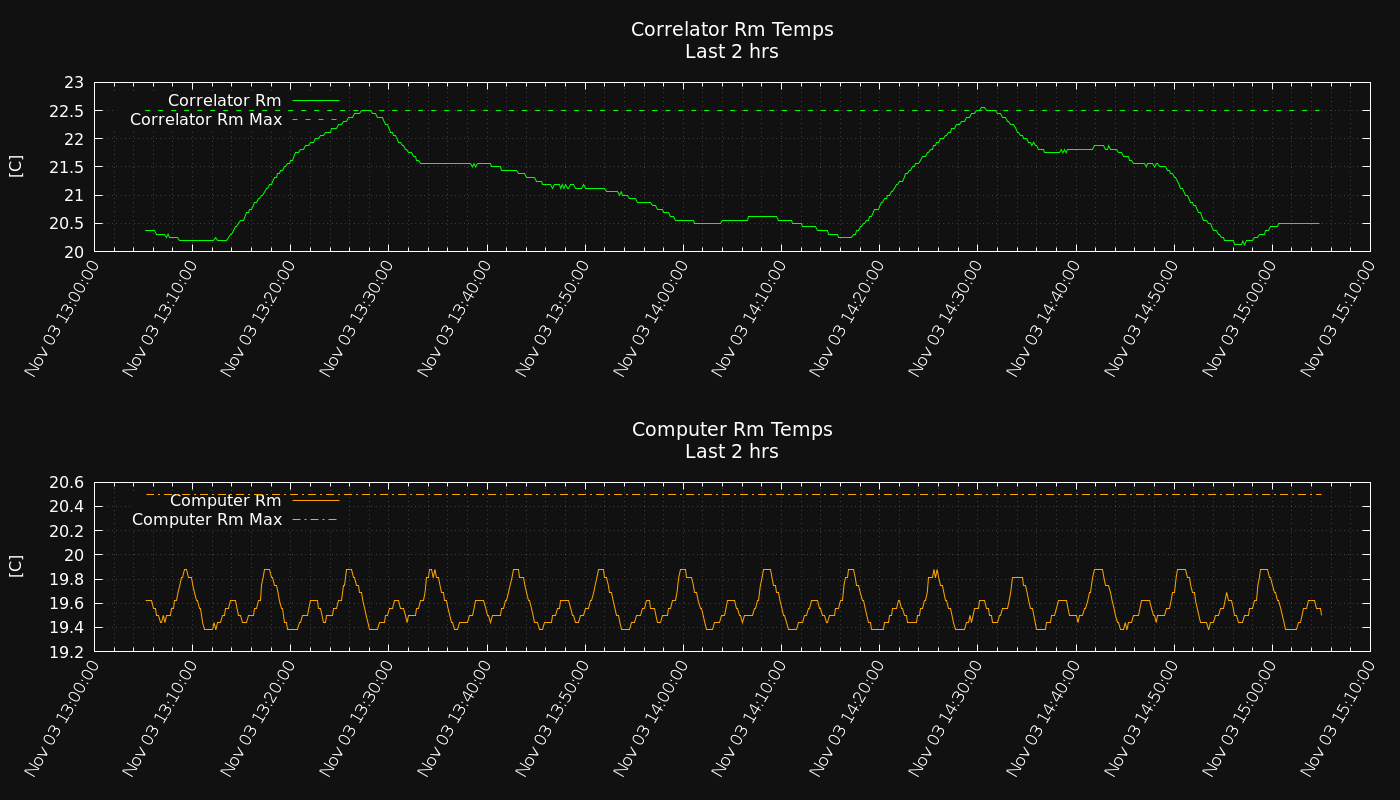 Correlator Rm Temps
Last 2 hrs
23
22.5
22
21.5
21
20.5
20
[C]
Correlator Rm
Correlator Rm Max
Nov 03 13:00:00
Nov 03 13:10:00
Nov 03 13:20:00
Nov 03 13:30:00
Nov 03 13:40:00
Nov 03 13:50:00
Nov 03 14:00:00
Nov 03 14:10:00
Nov 03 14:20:00
Nov 03 14:30:00
Nov 03 14:40:00
Nov 03 14:50:00
Nov 03 15:00:00
Nov 03 15:10:00
Computer Rm Temps
Last 2 hrs
20.6
20.4
20.2
20
19.8
19.6
19.4
19.2
[C]
Computer Rm
Computer Rm Max
Nov 03 13:00:00
Nov 03 13:10:00
Nov 03 13:20:00
Nov 03 13:30:00
Nov 03 13:40:00
Nov 03 13:50:00
Nov 03 14:00:00
Nov 03 14:10:00
Nov 03 14:20:00
Nov 03 14:30:00
Nov 03 14:40:00
Nov 03 14:50:00
Nov 03 15:00:00
Nov 03 15:10:00